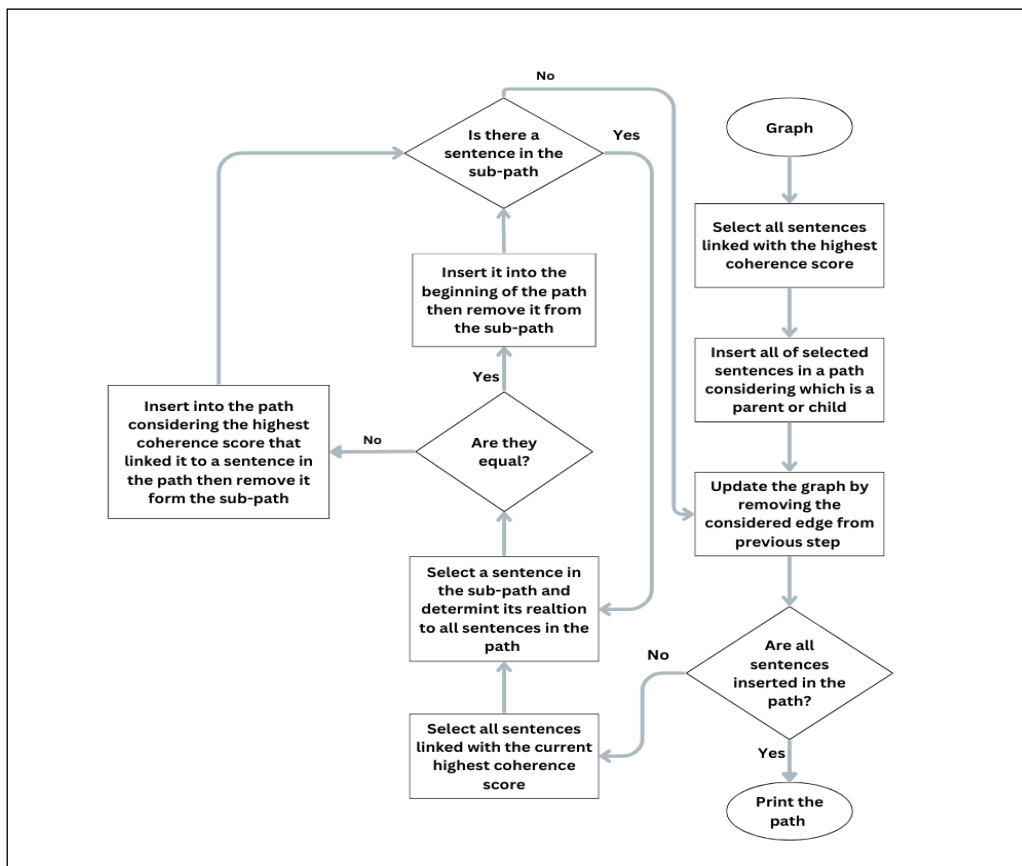 Graph
Select all sentences
linked with the highest
coherence score
Insert all of selected
sentences in a path
considering which is a
parent or child
Update the graph by
removing the
considered edge from
previous step
Are all
sentences
inserted in the
path?
Yes
Print the
path
No
Select all sentences
linked with the current
highest coherence
score
Select a sentence in
the sub-path and
determint its realtion
to all sentences in the
path
Are they
equal?
Yes
Insert it into the
beginning of the path
then remove it from
the sub-path
No
Insert into the path
considering the highest
coherence score that
linked it to a sentence in
the path then remove it
form the sub-path
Is there a
sentence in the
sub-path
Yes
No